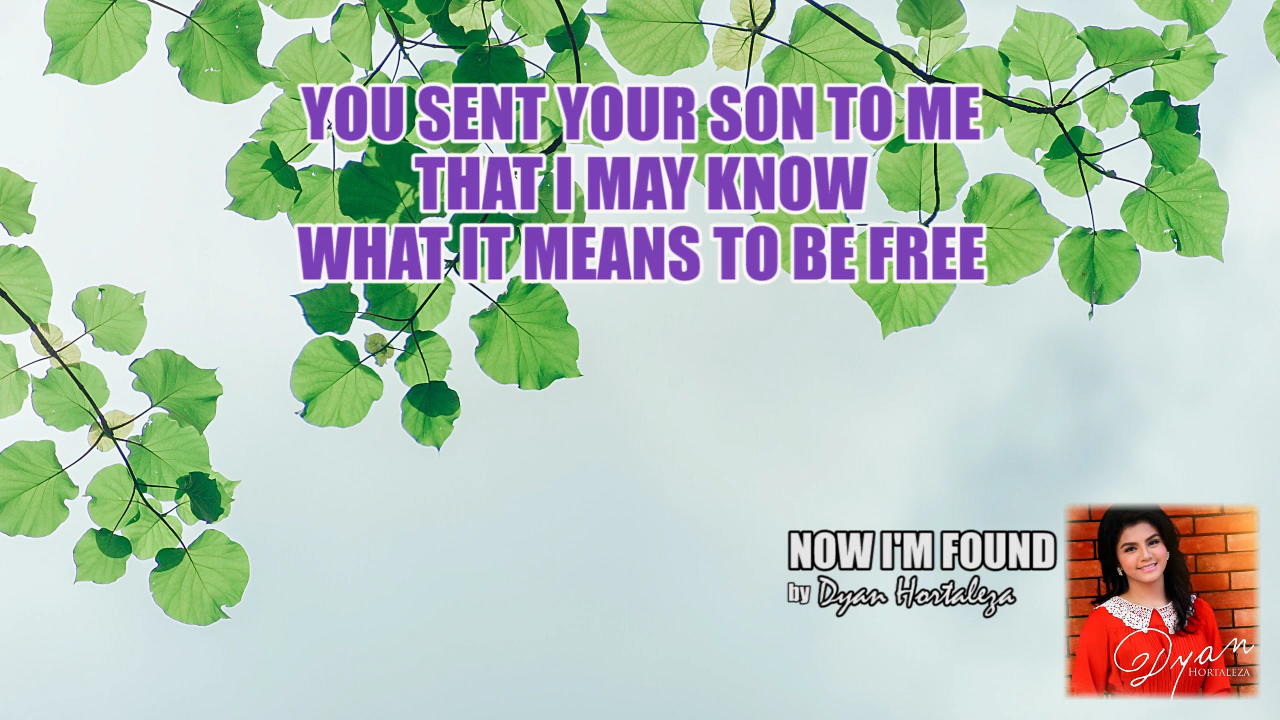 YOU SENT YOUR SON TO ME
THAT I MAY KNOW
WHAT IT MEANS TO BE FREE
NOW I'M FOUND
by Dyan Hortaleza
Dyan
HORTALEZA